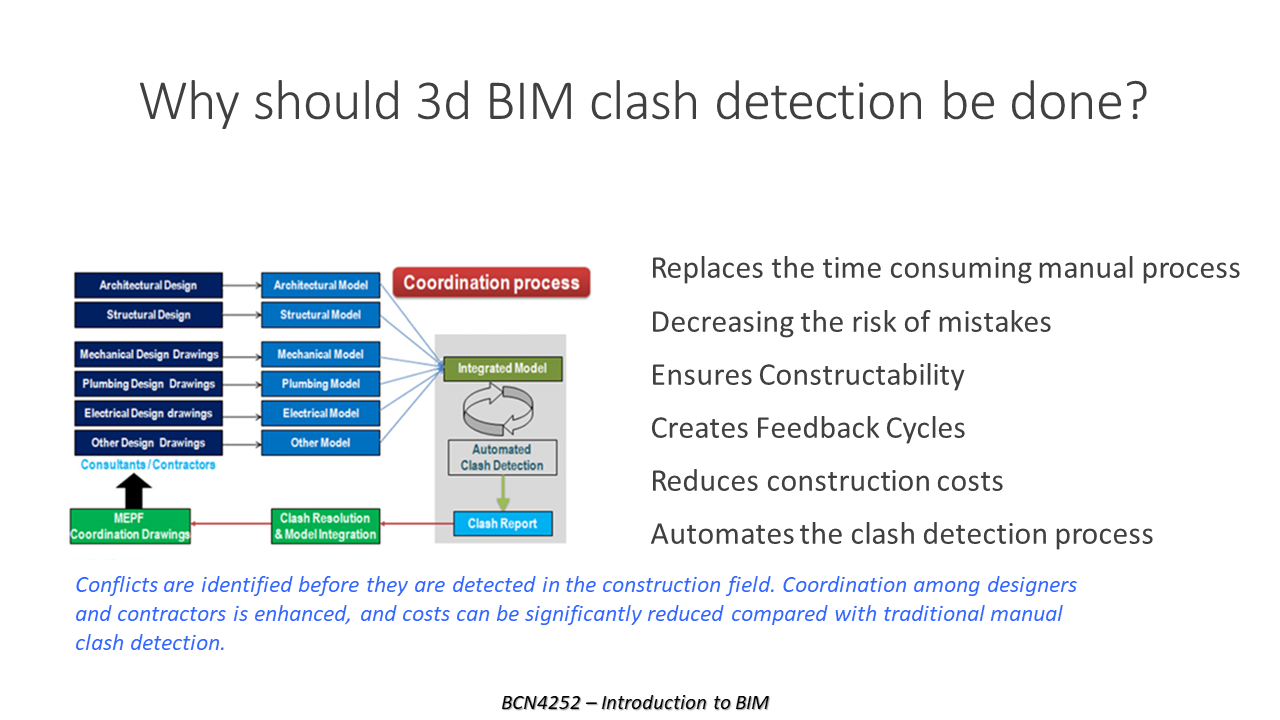 Why should 3d BIM clash detection be done?
Coordination process
Architectural Design
Architectural Model
Structural Design
Structural Model
Mechanical Design Drawings
Mechanical Model
Plumbing Design Drawings
Plumbing Model
Electrical Design drawings
Electrical Model
Other Design Drawings
Other Model
Consultants / Contractors
Integrated Model
Automated
Clash Detection
Clash Report
Clash Resolution
& Model Integration
MEPF
Coordination Drawings
Replaces the time consuming manual process
Decreasing the risk of mistakes
Ensures Constructability
Creates Feedback Cycles
Reduces construction costs
Automates the clash detection process
Conflicts are identified before they are detected in the construction field. Coordination among designers
and contractors is enhanced, and costs can be significantly reduced compared with traditional manual
clash detection.
BCN4252 – Introduction to BIM